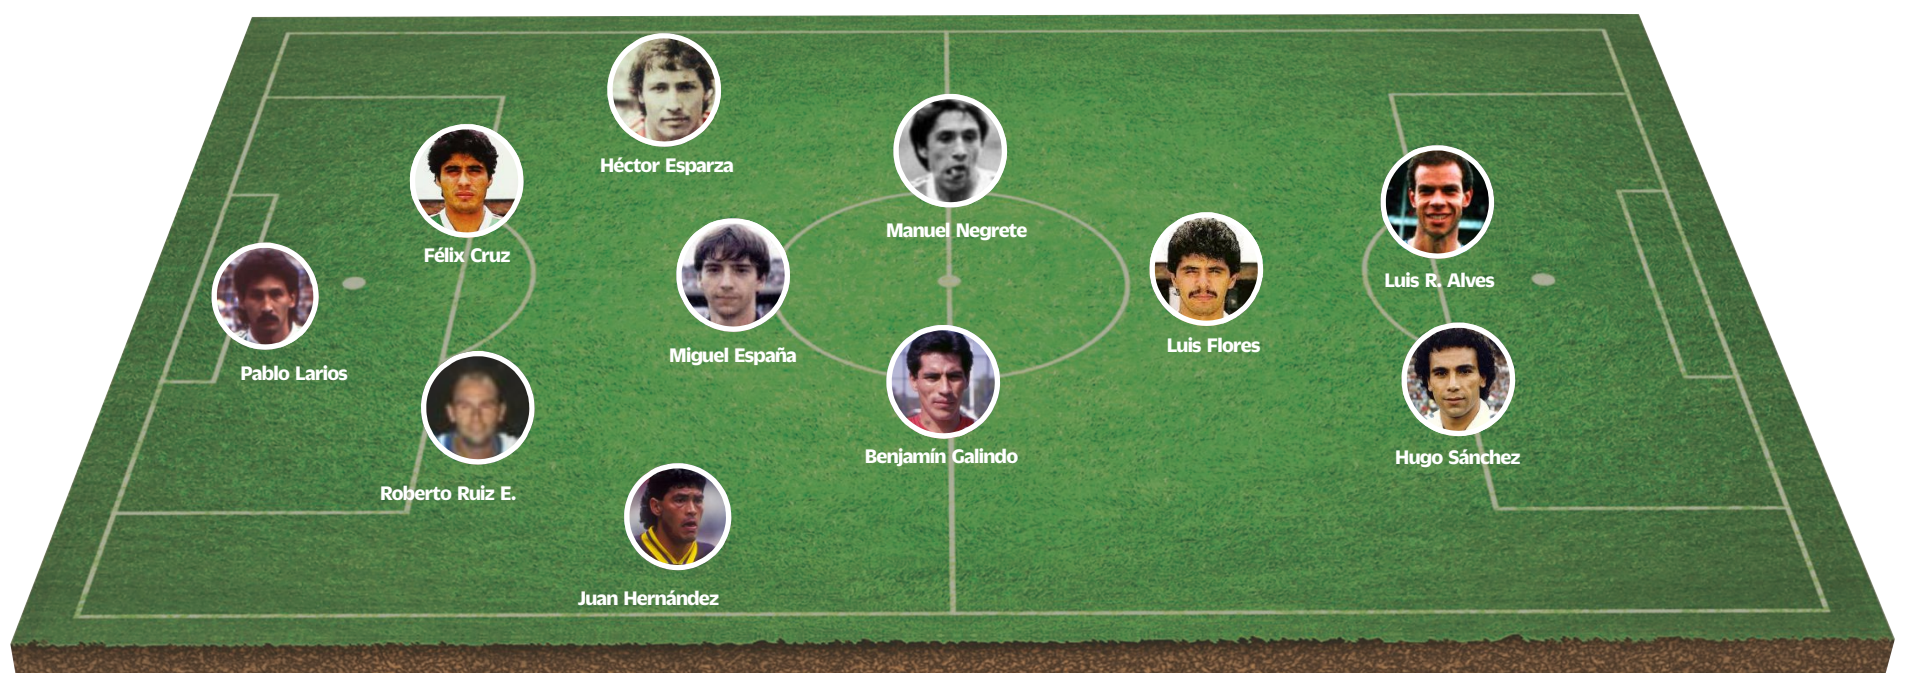 Héctor Esparza
Manuel Negrete
Félix Cruz
Luis R. Alves
Luis Flores
Miguel España
Pablo Larios
Benjamín Galindo
Hugo Sánchez
Roberto Ruiz E.
Juan Hernández